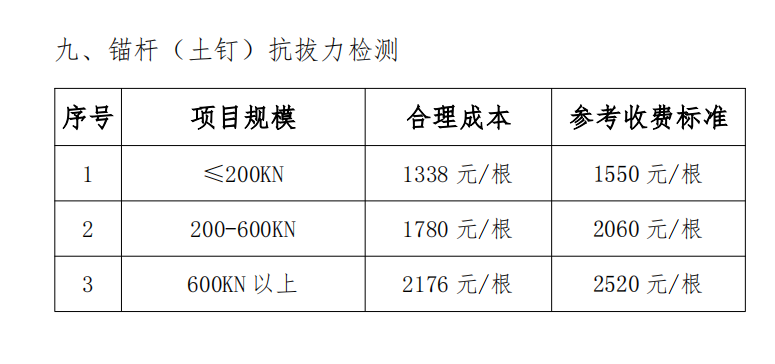 九、锚杆（土钉）抗拔力检测
序号 项目规模 合理成本 参考收费标准
1 ≤200KN 1338 元/根 1550 元/根
2 200-600KN 1780 元/根 2060 元/根
3 600KN 以上 2176 元/根 2520 元/根